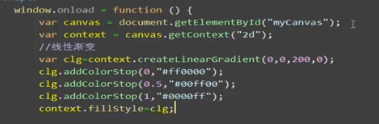 window.onload = function () {
var canvas = document.getElementById("myCanvas");
var context = canvas.getContext("2d");
//线性渐变
var clg=context.createLinearGradient(0,0,200,0);
clg.addColorStop(0,"#ff0000");
clg.addColorStop(0.5,"#00ff00");
clg.addColorStop(1,"#0000ff");
context.fillStyle=clg;